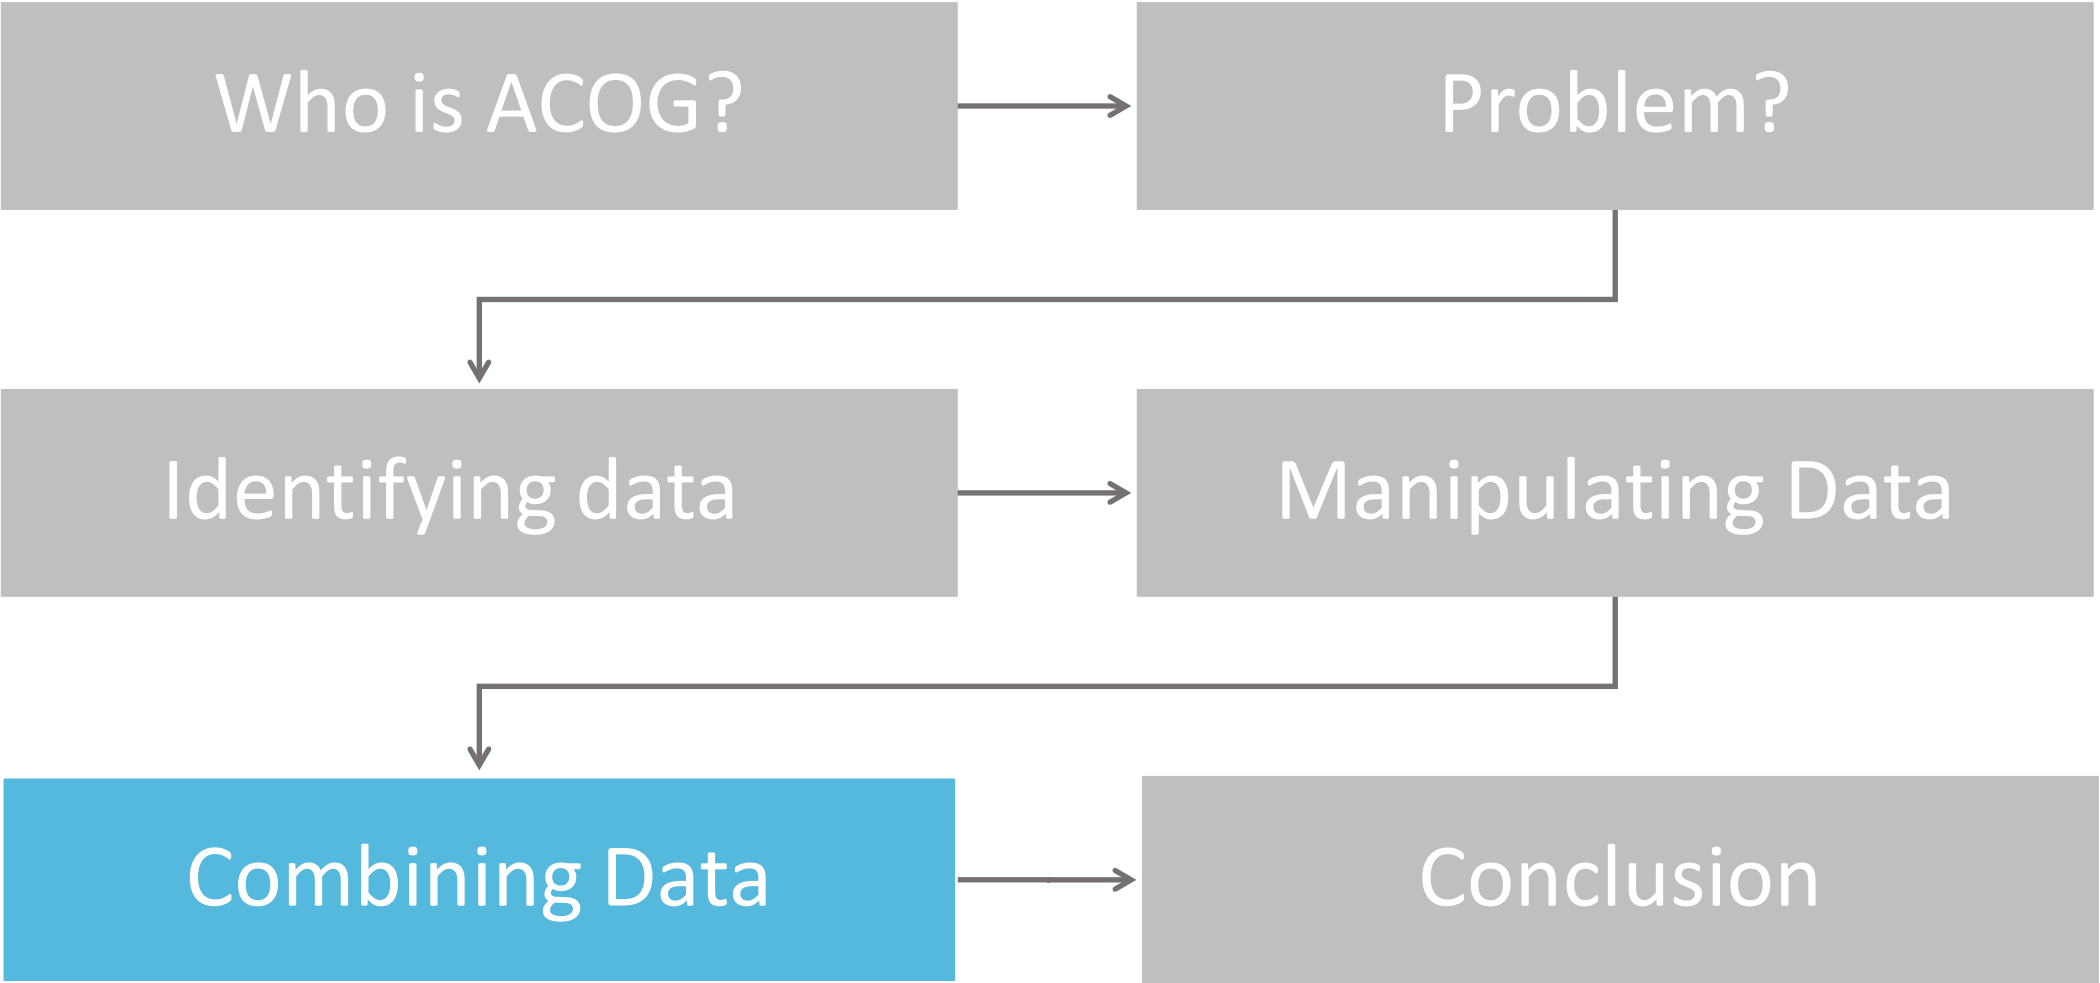 Who is ACOG?
Problem?
Identifying data
Manipulating Data
Combining Data
Conclusion